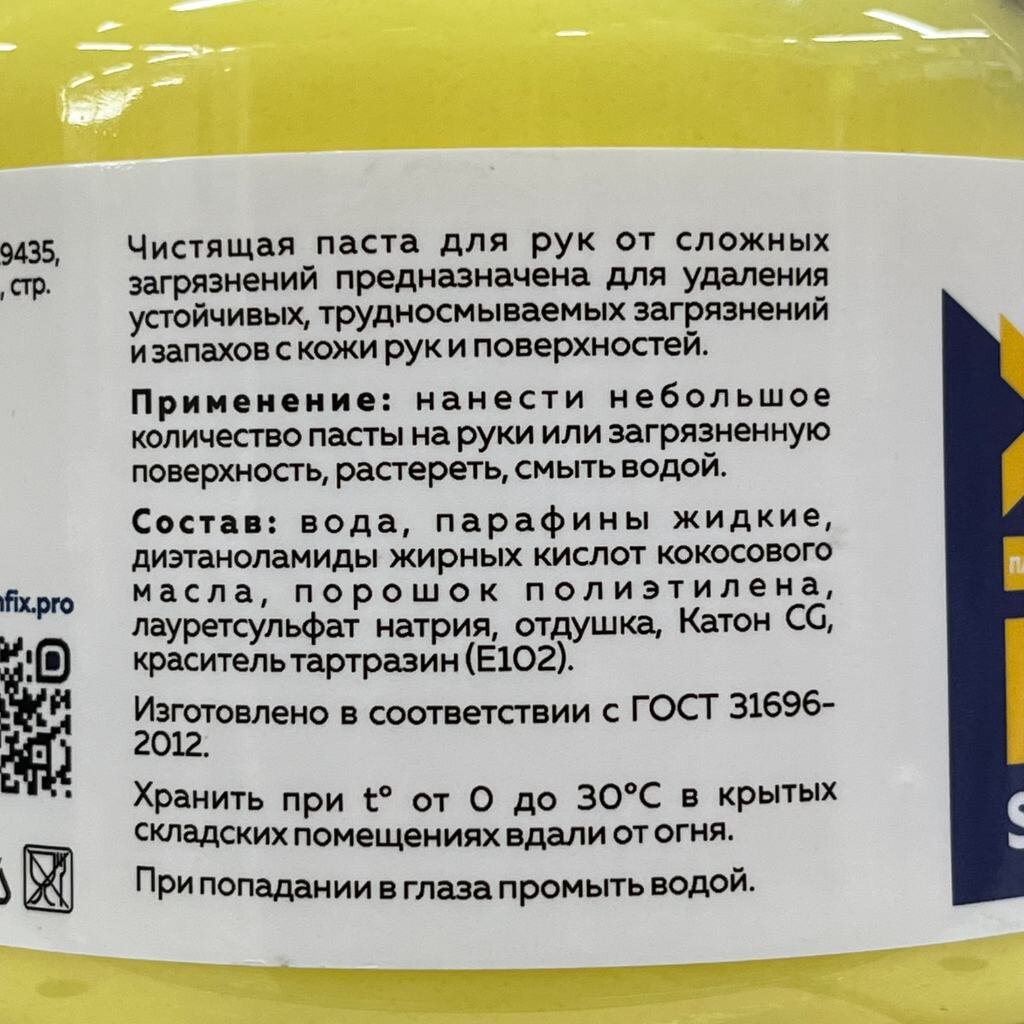 9435,
, стр.
Чистящая паста для рук от сложных
загрязнений предназначена для удаления
устойчивых, трудносмываемых загрязнений
и запахов с кожи рук и поверхностей.
Применение: нанести небольшое
количество пасты на руки или загрязненную
поверхность, растереть, смыть водой.
Состав: вода, парафины жидкие,
диэтаноламиды жирных кислот кокосового
масла, порошок полиэтилена,
лауретсульфат натрия, отдушка, Катон CG,
краситель тартразин (Е102).
Изготовлено в соответствии с ГОСТ 31696-
2012.
Хранить при t° от 0 до 30°С в крытых
складских помещениях вдали от огня.
При попадании в глаза промыть водой.
fix.pro